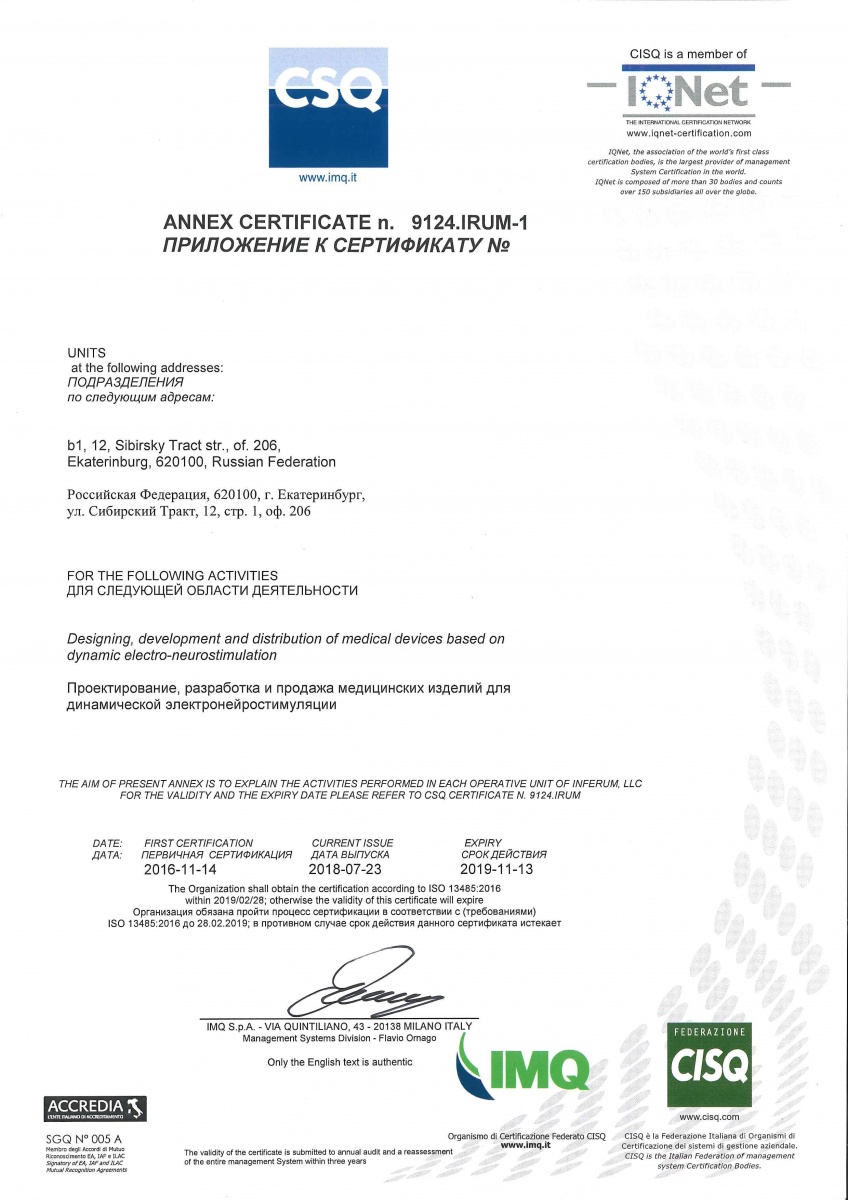 CSQ
www.imq.it
CISQ is a member of
IQNet
THE INTERNATIONAL CERTIFICATION NETWORK
www.iqnet-certification.com
IQNet, the association of the world's first class
certification bodies, is the largest provider of management
System Certification in the world.
IQNet is composed of more than 30 bodies and counts
over 150 subsidiaries all over the globe.
ANNEX CERTIFICATE n. 9124.IRUM-1
ПРИЛОЖЕНИЕ К СЕРТИФИКАТУ №
UNITS
at the following addresses:
ПОДРАЗДЕЛЕНИЯ
по следующим адресам:
b1, 12, Sibirsky Tract str., of. 206,
Ekaterinburg, 620100, Russian Federation
Российская Федерация, 620100, г. Екатеринбург,
ул. Сибирский Тракт, 12, стр. 1, оф. 206
FOR THE FOLLOWING ACTIVITIES
ДЛЯ СЛЕДУЮЩЕЙ ОБЛАСТИ ДЕЯТЕЛЬНОСТИ
Designing, development and distribution of medical devices based on
dynamic electro-neurostimulation
Проектирование, разработка и продажа медицинских изделий для
динамической электронейростимуляции
THE AIM OF PRESENT ANNEX IS TO EXPLAIN THE ACTIVITIES PERFORMED IN EACH OPERATIVE UNIT OF INFERUM, LLC
FOR THE VALIDITY AND THE EXPIRY DATE PLEASE REFER TO CSQ CERTIFICATE N. 9124.IRUM
DATE: FIRST CERTIFICATION CURRENT ISSUE EXPIRY
ДАТА: ПЕРВИЧНАЯ СЕРТИФИКАЦИЯ ДАТА ВЫПУСКА СРОК ДЕЙСТВИЯ
2016-11-14 2018-07-23 2019-11-13
The Organization shall obtain the certification according to ISO 13485:2016
within 2019/02/28; otherwise the validity of this certificate will expire
Организация обязана пройти процесс сертификации в соответствии с (требованиями)
ISO 13485:2016 до 28.02.2019; в противном случае срок действия данного сертификата истекает
IMQ S.p.A. - VIA QUINTILIANO, 43 - 20138 MILANO ITALY
Management Systems Division - Flavio Ornago
Only the English text is authentic
IMQ
FEDERAZIONE
CISQ
www.cisq.com
ACCREDIA
L'ENTE ITALIANO DI ACCREDITAMENTO
SGQ N° 005 A
Membro degli Accordi di Mutuo
Riconoscimento EA, IAF e ILAC
Signatory of EA, IAF and ILAC
Mutual Recognition Agreements
The validity of the certificate is submitted to annual audit and a reassessment
of the entire management System within three years
Organismo di Certificazione Federato CISQ
www.imq.it
CISQ è la Federazione Italiana di Organismi di
Certificazione dei sistemi di gestione aziendale.
CISQ is the Italian Federation of management
system Certification Bodies.